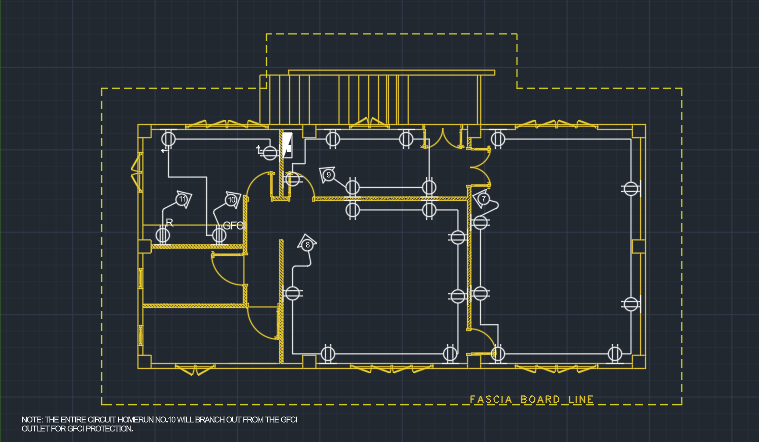 9
11
10
7
R
GFCI
8
FASCIA BOARD LINE
NOTE: THE ENTIRE CIRCUIT HOMERUN NO.10 WILL BRANCH OUT FROM THE GFCI
OUTLET FOR GFCI PROTECTION.